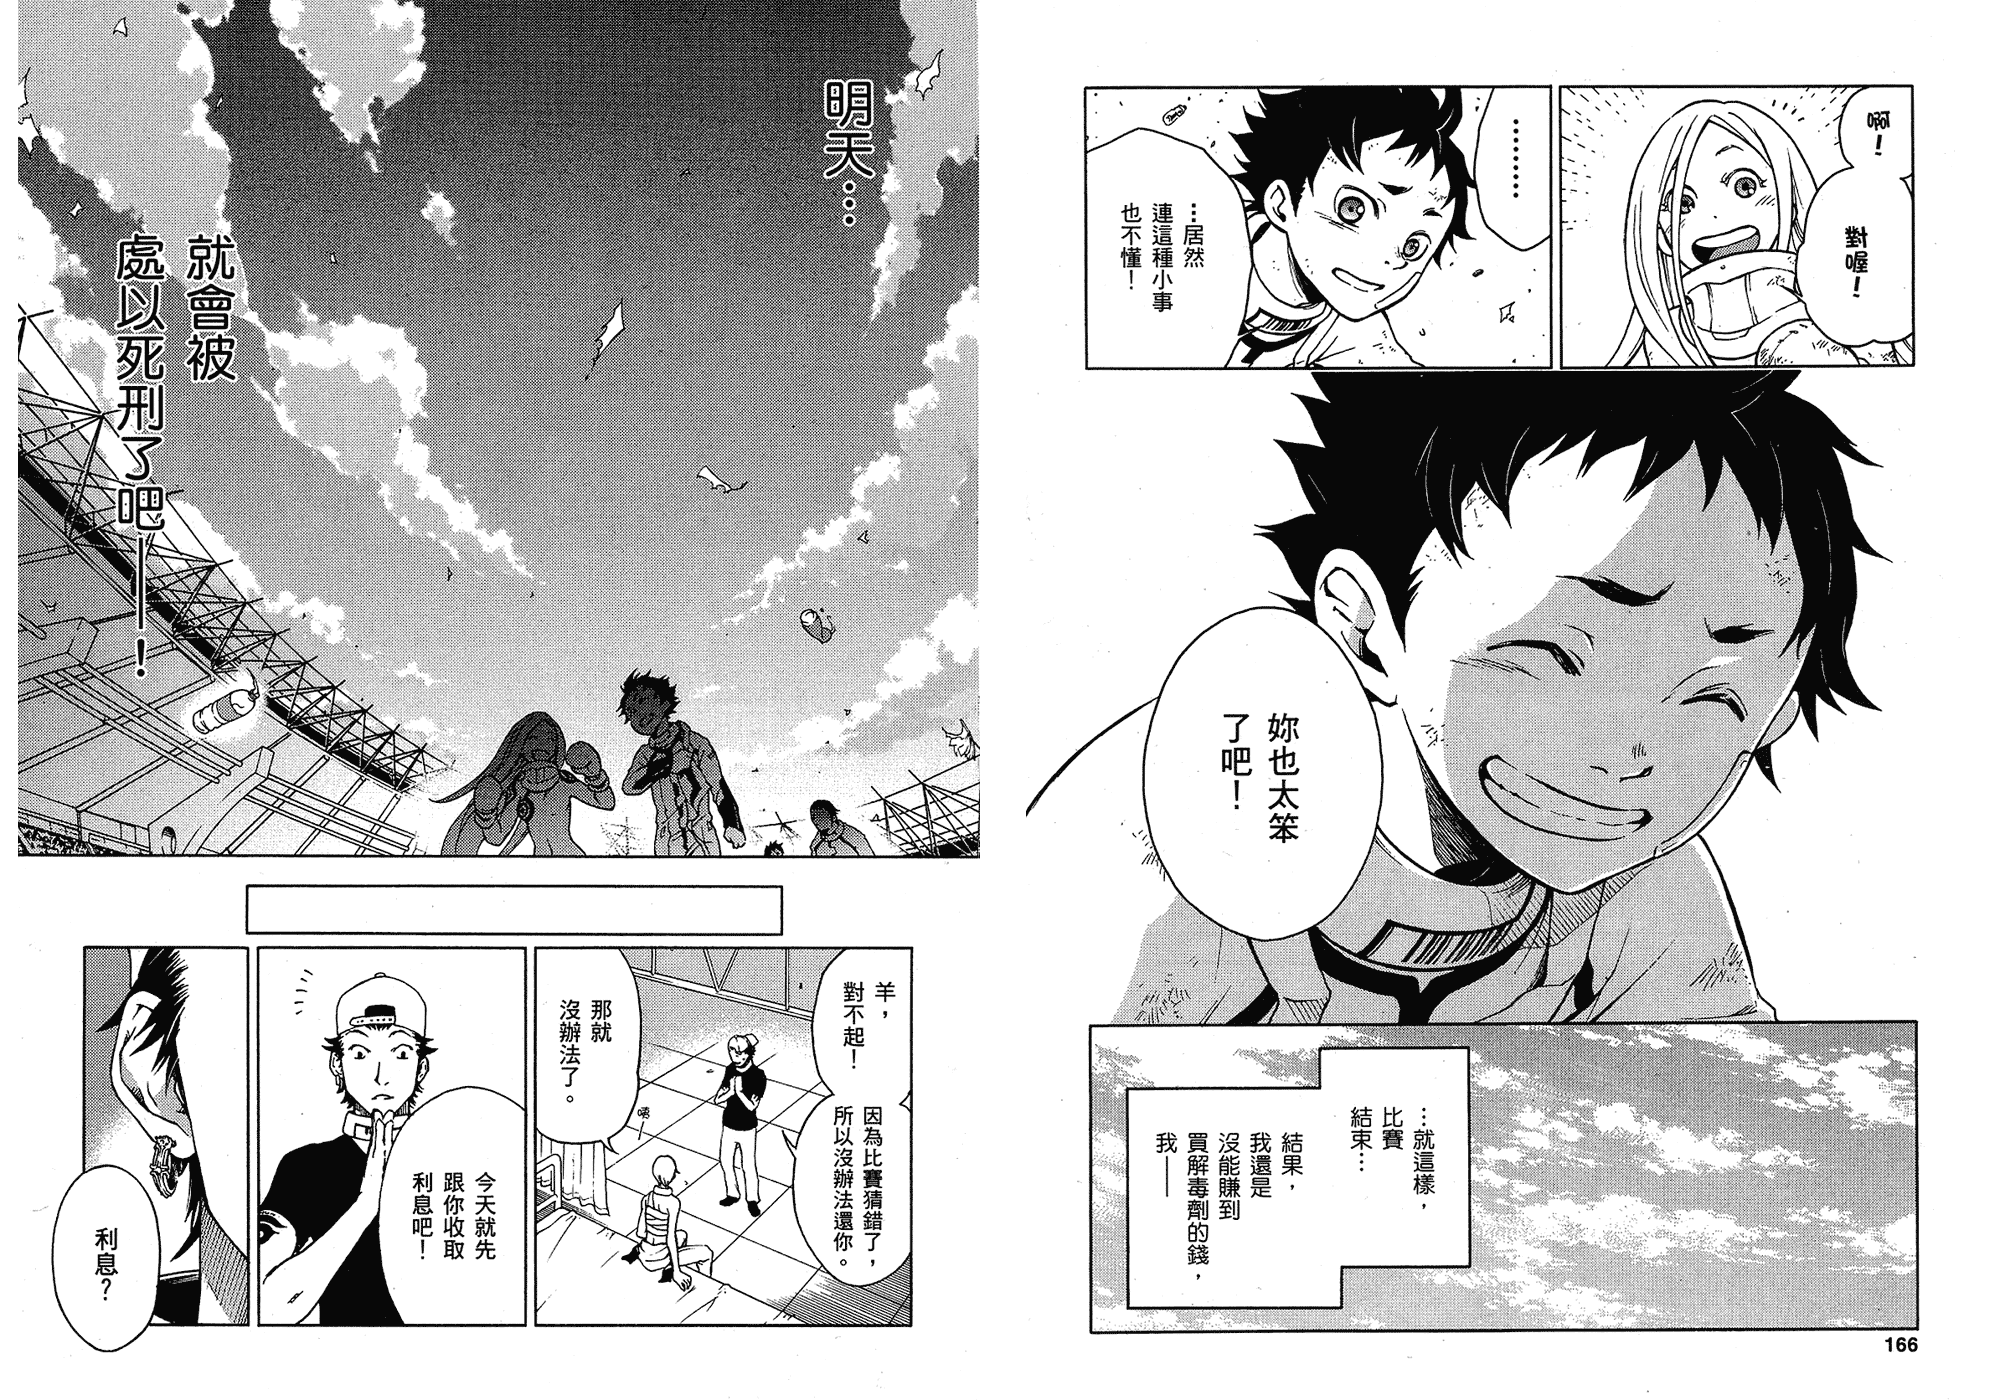 啊！
對喔！
………
…居然
連這種小事
也不懂！
妳也太笨
了吧！
…就這樣，
比賽
結束…
結果，
我還是
沒能賺到
買解毒劑的錢，
我──
166
明天…
就會被
處以死刑了吧──！
羊，
對不起！
因為比賽猜錯了，
所以沒辦法還你。
唷
那就
沒辦法了。
今天就先
跟你收取
利息吧！
利息？